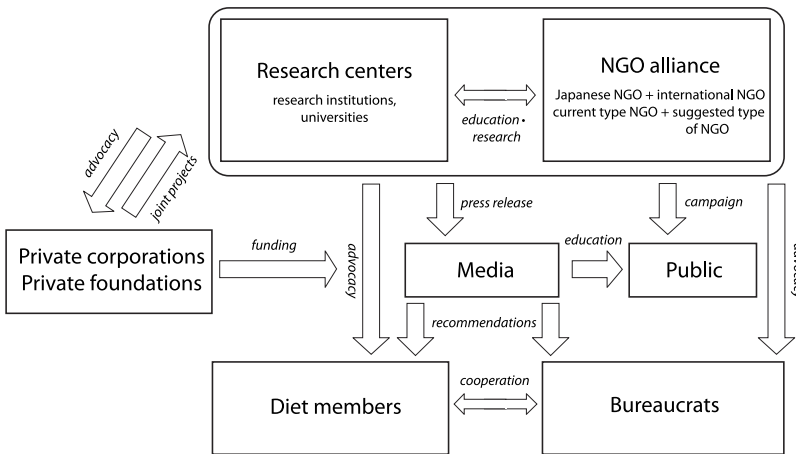 Research centers
research institutions,
universities
education •
research
NGO alliance
Japanese NGO + international NGO
current type NGO + suggested type
of NGO
advocacy
joint projects
press release
campaign
Private corporations
Private foundations
funding
advocacy
Media
education
Public
advocacy
recommendations
Diet members
cooperation
Bureaucrats